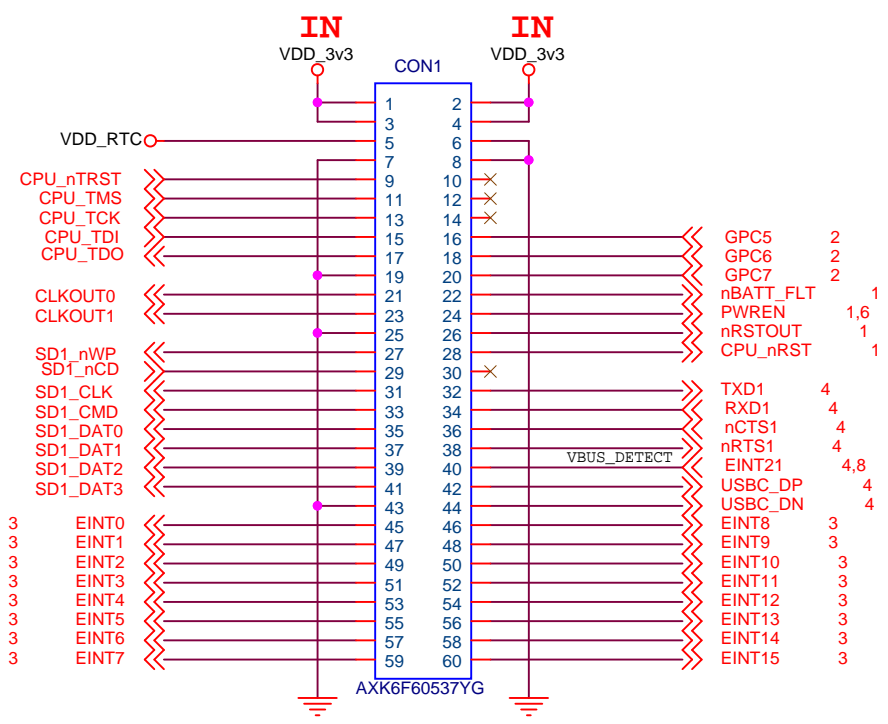 IN IN
VDD_3v3 VDD_3v3
CON1
1 2
3 4
VDD_RTC 5 6
7 8
CPU_nTRST 9 10
CPU_TMS 11 12
CPU_TCK 13 14
CPU_TDI 15 16 GPC5 2
CPU_TDO 17 18 GPC6 2
19 20 GPC7 2
CLKOUT0 21 22 nBATT_FLT 1
CLKOUT1 23 24 PWREN 1,6
25 26 nRSTOUT 1
SD1_nWP 27 28 CPU_nRST 1
SD1_nCD 29 30
SD1_CLK 31 32 TXD1 4
SD1_CMD 33 34 RXD1 4
SD1_DAT0 35 36 nCTS1 4
SD1_DAT1 37 38 nRTS1 4
SD1_DAT2 39 40 VBUS_DETECT EINT21 4,8
SD1_DAT3 41 42 USBC_DP 4
43 44 USBC_DN 4
3 EINT0 45 46 EINT8 3
3 EINT1 47 48 EINT9 3
3 EINT2 49 50 EINT10 3
3 EINT3 51 52 EINT11 3
3 EINT4 53 54 EINT12 3
3 EINT5 55 56 EINT13 3
3 EINT6 57 58 EINT14 3
3 EINT7 59 60 EINT15 3
AXK6F60537YG